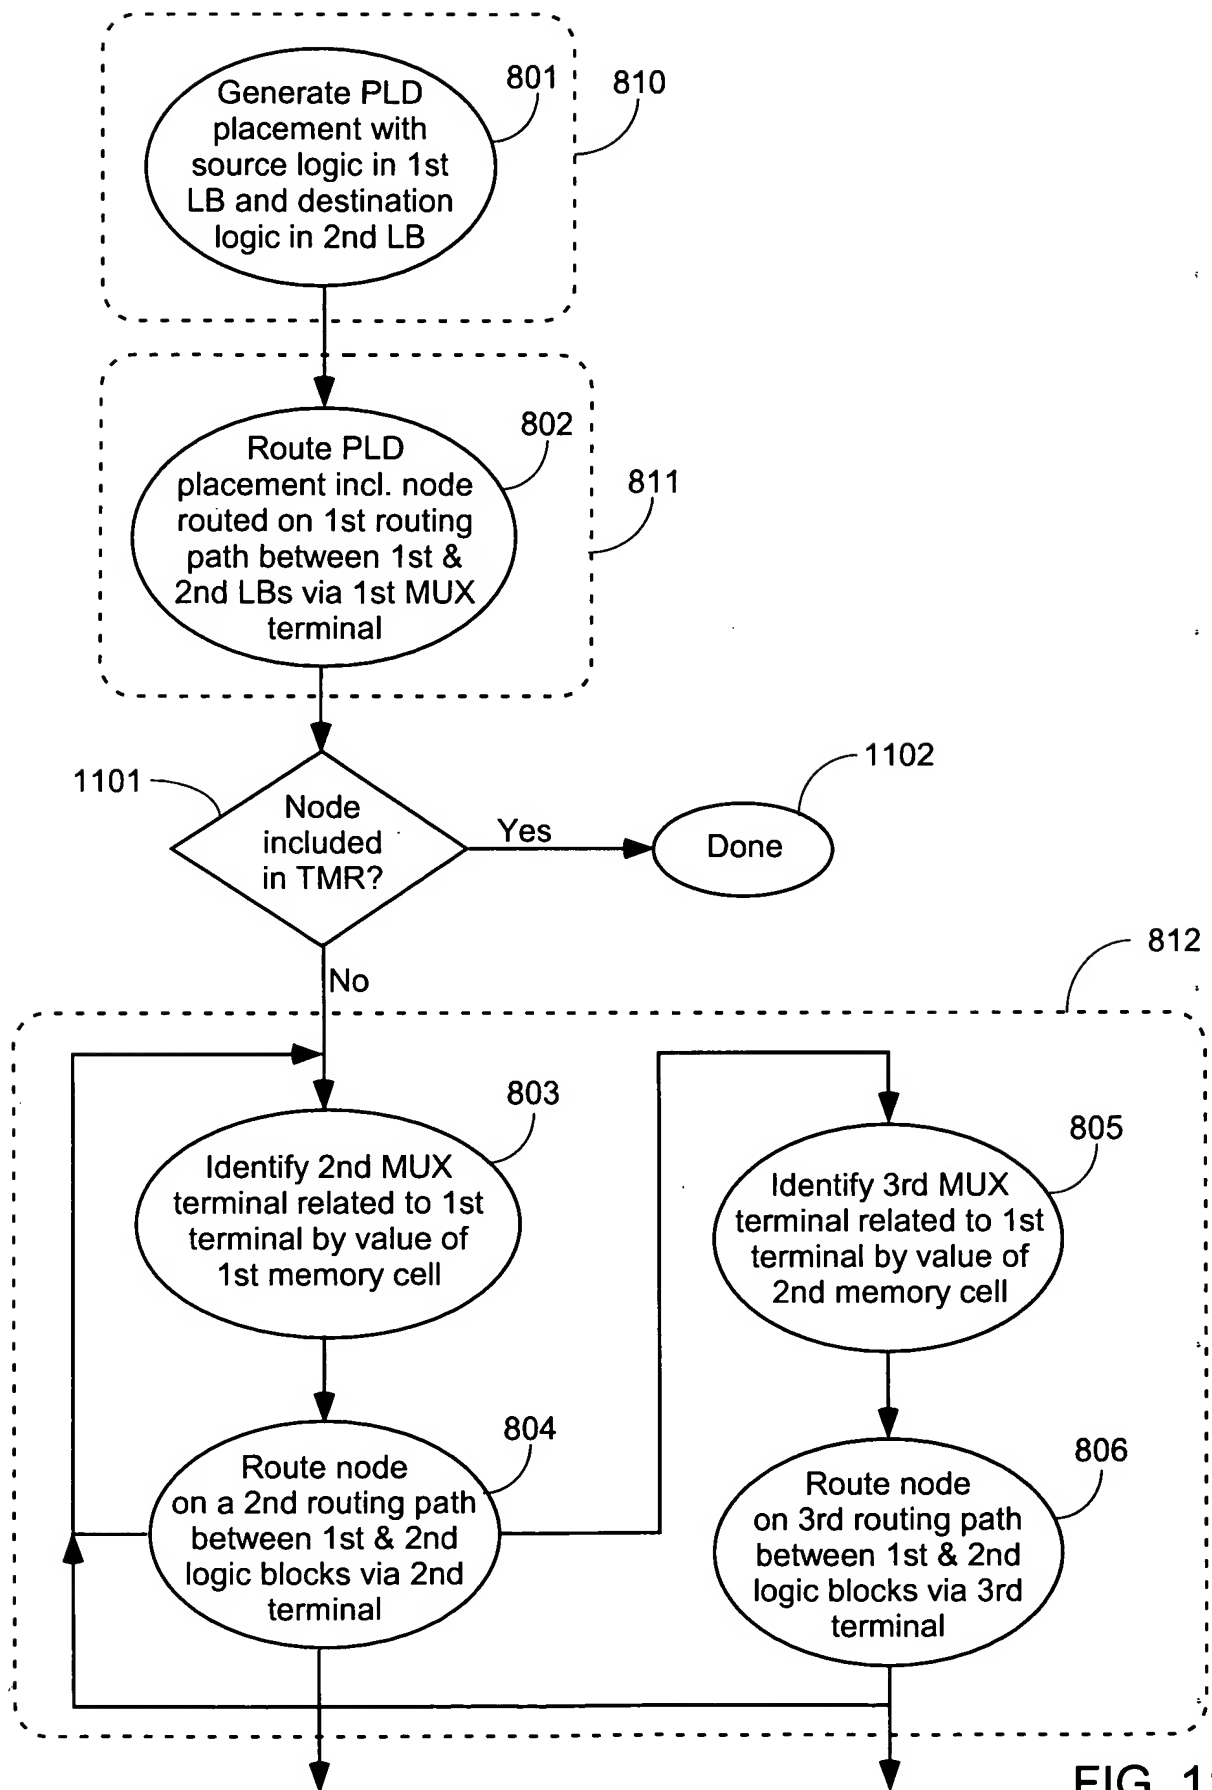 801
810
Generate PLD
placement with
source logic in 1st
LB and destination
logic in 2nd LB
802
811
Route PLD
placement incl. node
routed on 1st routing
path between 1st &
2nd LBs via 1st MUX
terminal
1101
1102
Node
included
in TMR?
Yes
Done
No
812
803
805
Identify 2nd MUX
terminal related to 1st
terminal by value of
1st memory cell
Identify 3rd MUX
terminal related to 1st
terminal by value of
2nd memory cell
804
806
Route node
on a 2nd routing path
between 1st & 2nd
logic blocks via 2nd
terminal
Route node
on 3rd routing path
between 1st & 2nd
logic blocks via 3rd
terminal
FIG. 11